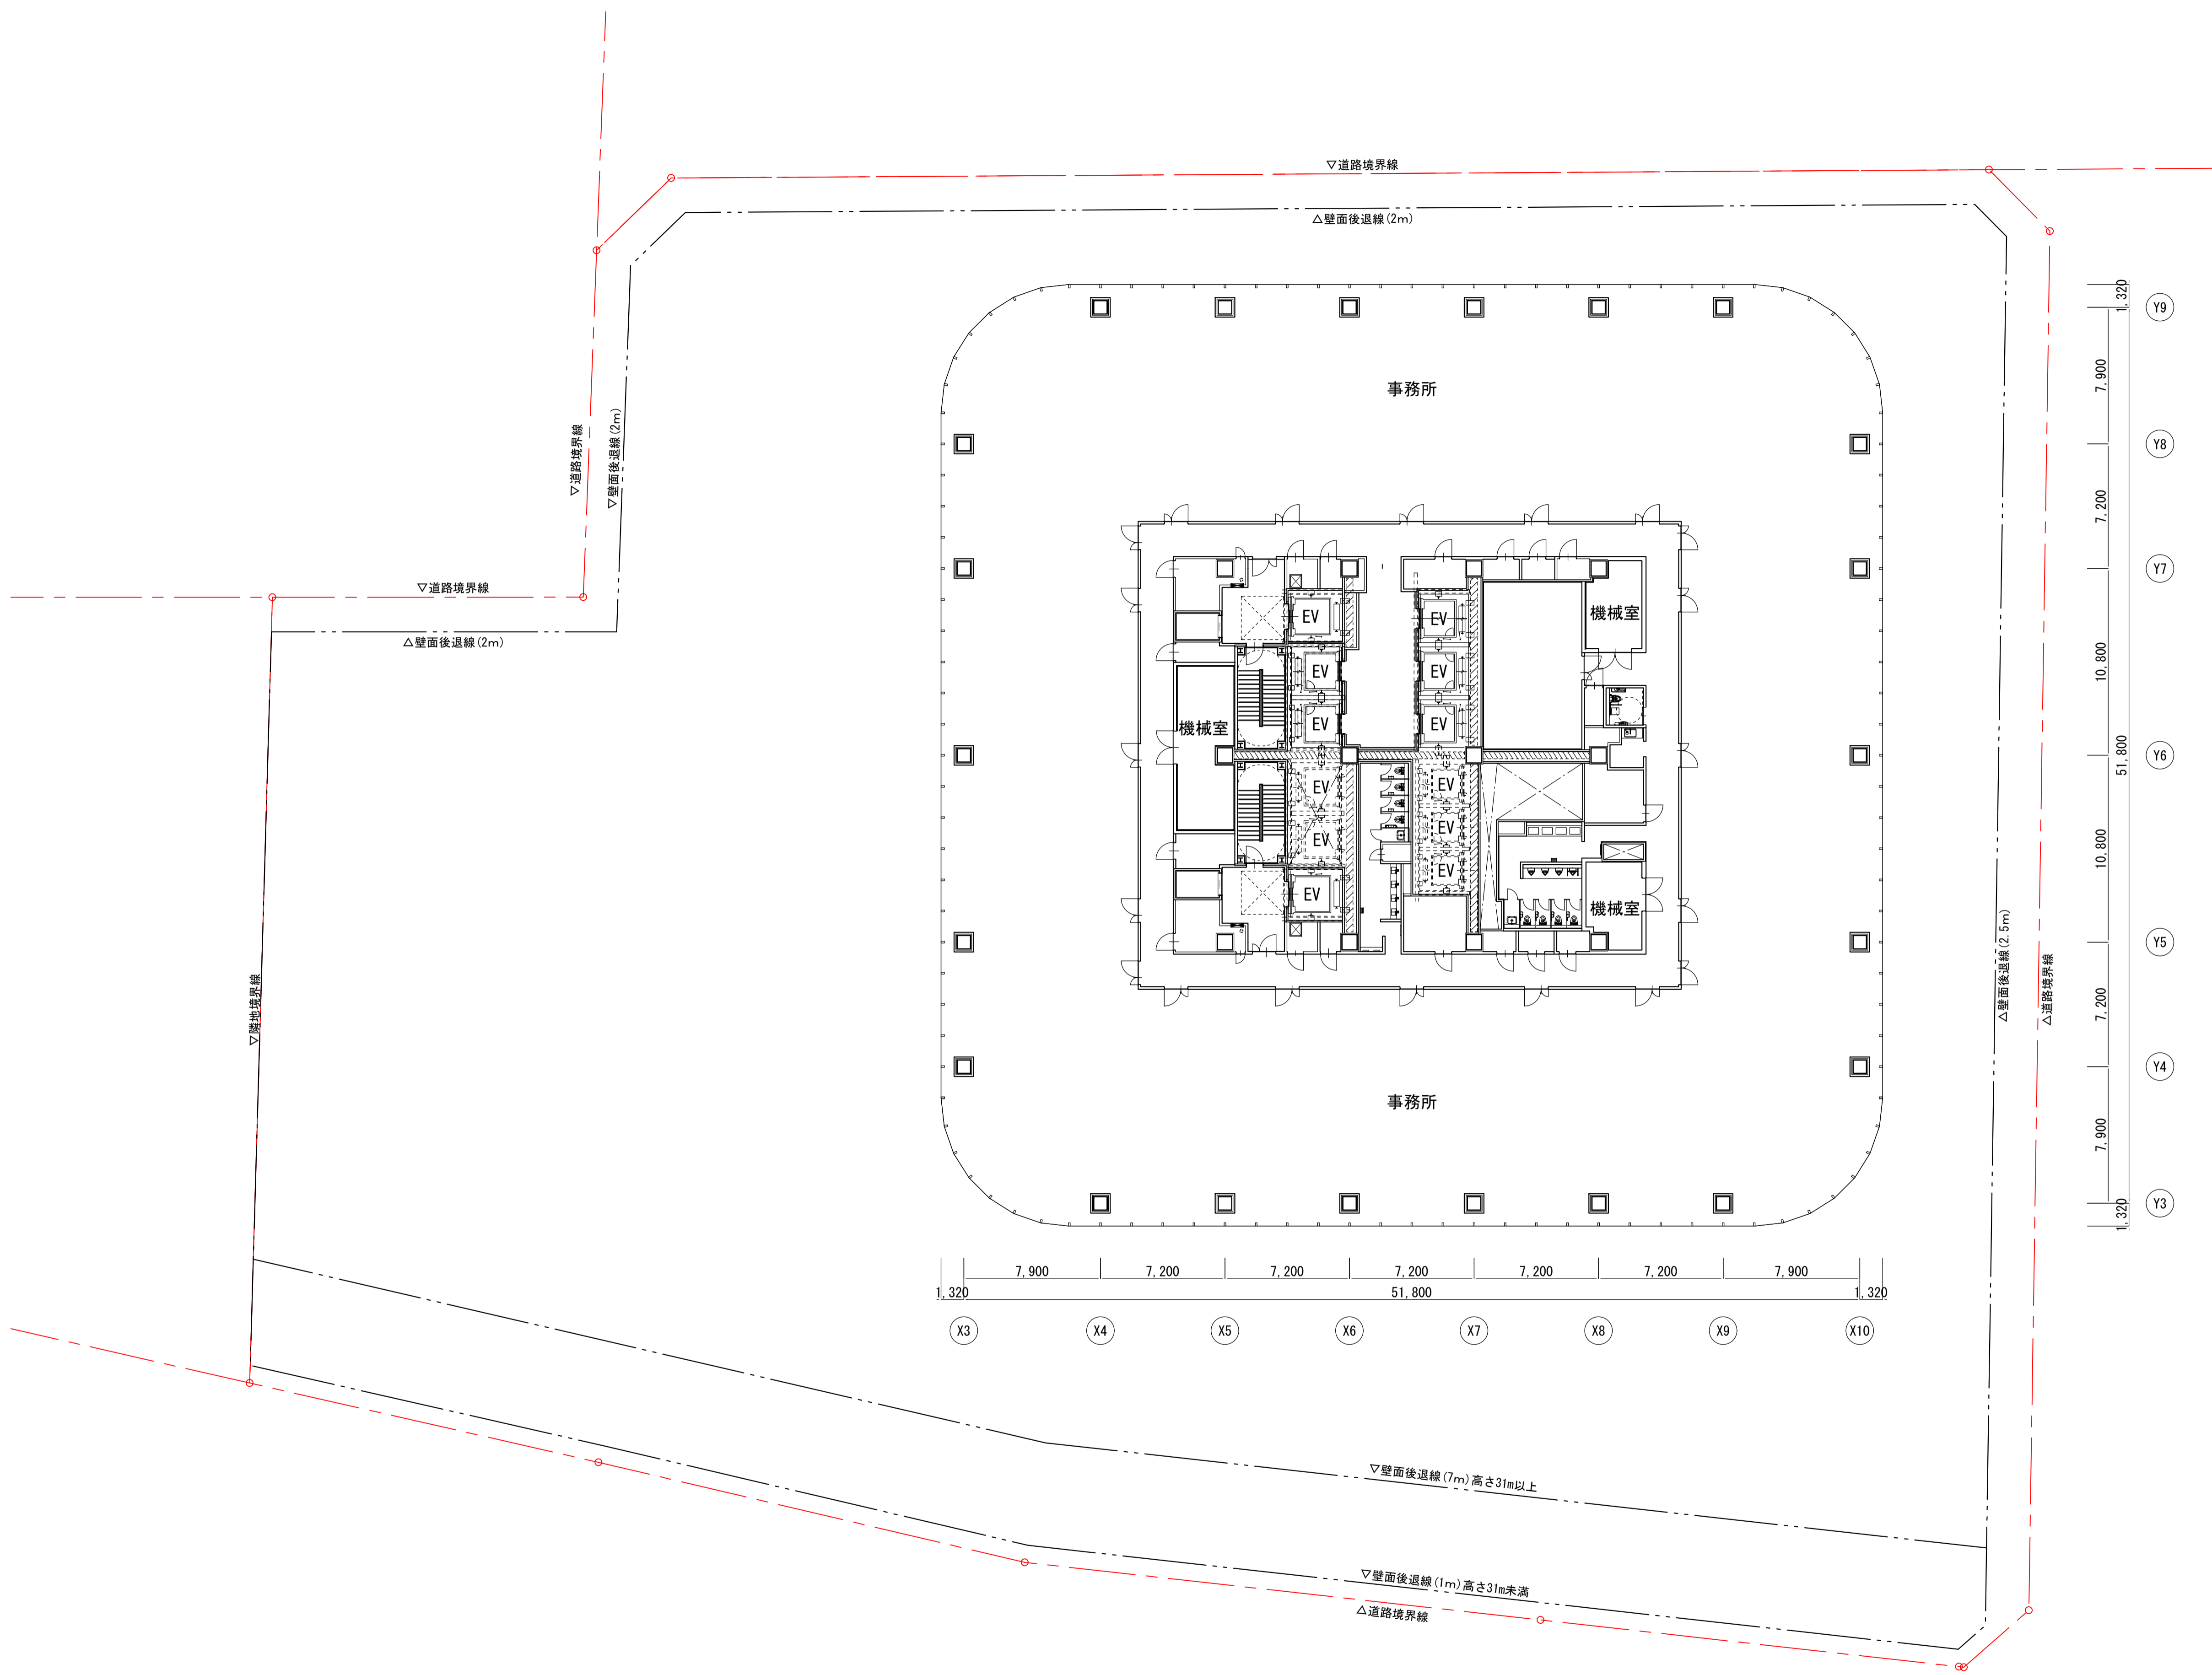 ▽道路境界線
△壁面後退線(2m)
▽道路境界線
▽壁面後退線(2m)
▽道路境界線
△壁面後退線(2m)
▽隣地境界線
事務所
機械室
EV
EV
EV
EV
EV
EV
機械室
EV
EV
EV
EV
EV
EV
機械室
事務所
△壁面後退線(2.5m)
△道路境界線
1,320
7,900
7,200
10,800
51,800
10,800
7,200
7,900
1,320
Y9
Y8
Y7
Y6
Y5
Y4
Y3
7,900 7,200 7,200 7,200 7,200 7,200 7,900
1,320 51,800 1,320
X3 X4 X5 X6 X7 X8 X9 X10
▽壁面後退線(7m)高さ31m以上
▽壁面後退線(1m)高さ31m未満
△道路境界線